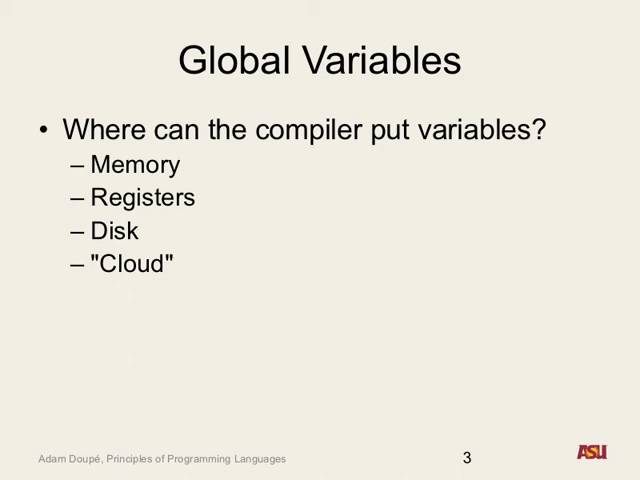 Global Variables
• Where can the compiler put variables?
– Memory
– Registers
– Disk
– "Cloud"
Adam Doupé, Principles of Programming Languages
3
ASU